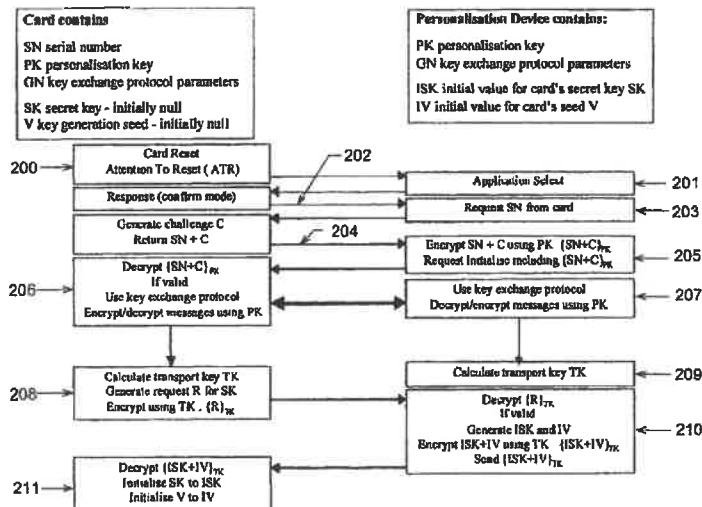 Card contains
SN serial number
PK personalisation key
GN key exchange protocol parameters
SK secret key - initially null
V key generation seed - initially null
Personalisation Device contains:
PK personalisation key
GN key exchange protocol parameters
ISK initial value for card's secret key SK
IV initial value for card's seed V
200
Card Reset
Attention To Reset ( ATR)
202
Application Select
201
Response (confirm mode)
Request SN from card
203
Generate challenge C
Return SN + C
204
Encrypt SN + C using PK {SN+C}PK
Request Initialise including {SN+C}PK
205
206
Decrypt {SN+C}PK
If valid
Use key exchange protocol
Encrypt/decrypt messages using PK
Use key exchange protocol
Decrypt/encrypt messages using PK
207
208
Calculate transport key TK
Generate request R for SK
Encrypt using TK . {R}TK
Calculate transport key TK
209
Decrypt {R}TK
If valid
Generate ISK and IV
Encrypt ISK+IV using TK {ISK+IV}TK
Send {ISK+IV}TK
210
211
Decrypt {ISK+IV}TK
Initialise SK to ISK
Initialise V to IV